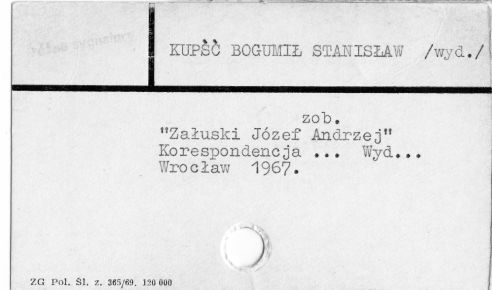 KUPŚĆ BOGUMIŁ STANISŁAW /wyd./
zob.
"Załuski Józef Andrzej"
Korespondencja ... Wyd...
Wrocław 1967.
ZG Pol. Śl. z. 365/69. 120 000